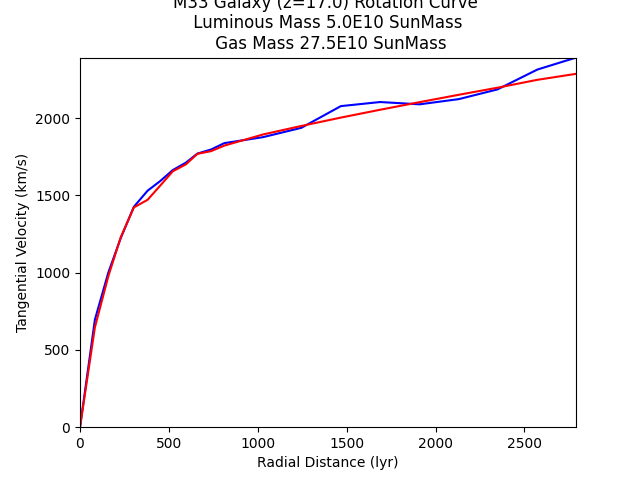 M33 Galaxy (z=17.0) Rotation Curve
Luminous Mass 5.0E10 SunMass
Gas Mass 27.5E10 SunMass
2000
1500
1000
500
0
Tangential Velocity (km/s)
0 500 1000 1500 2000 2500
Radial Distance (lyr)